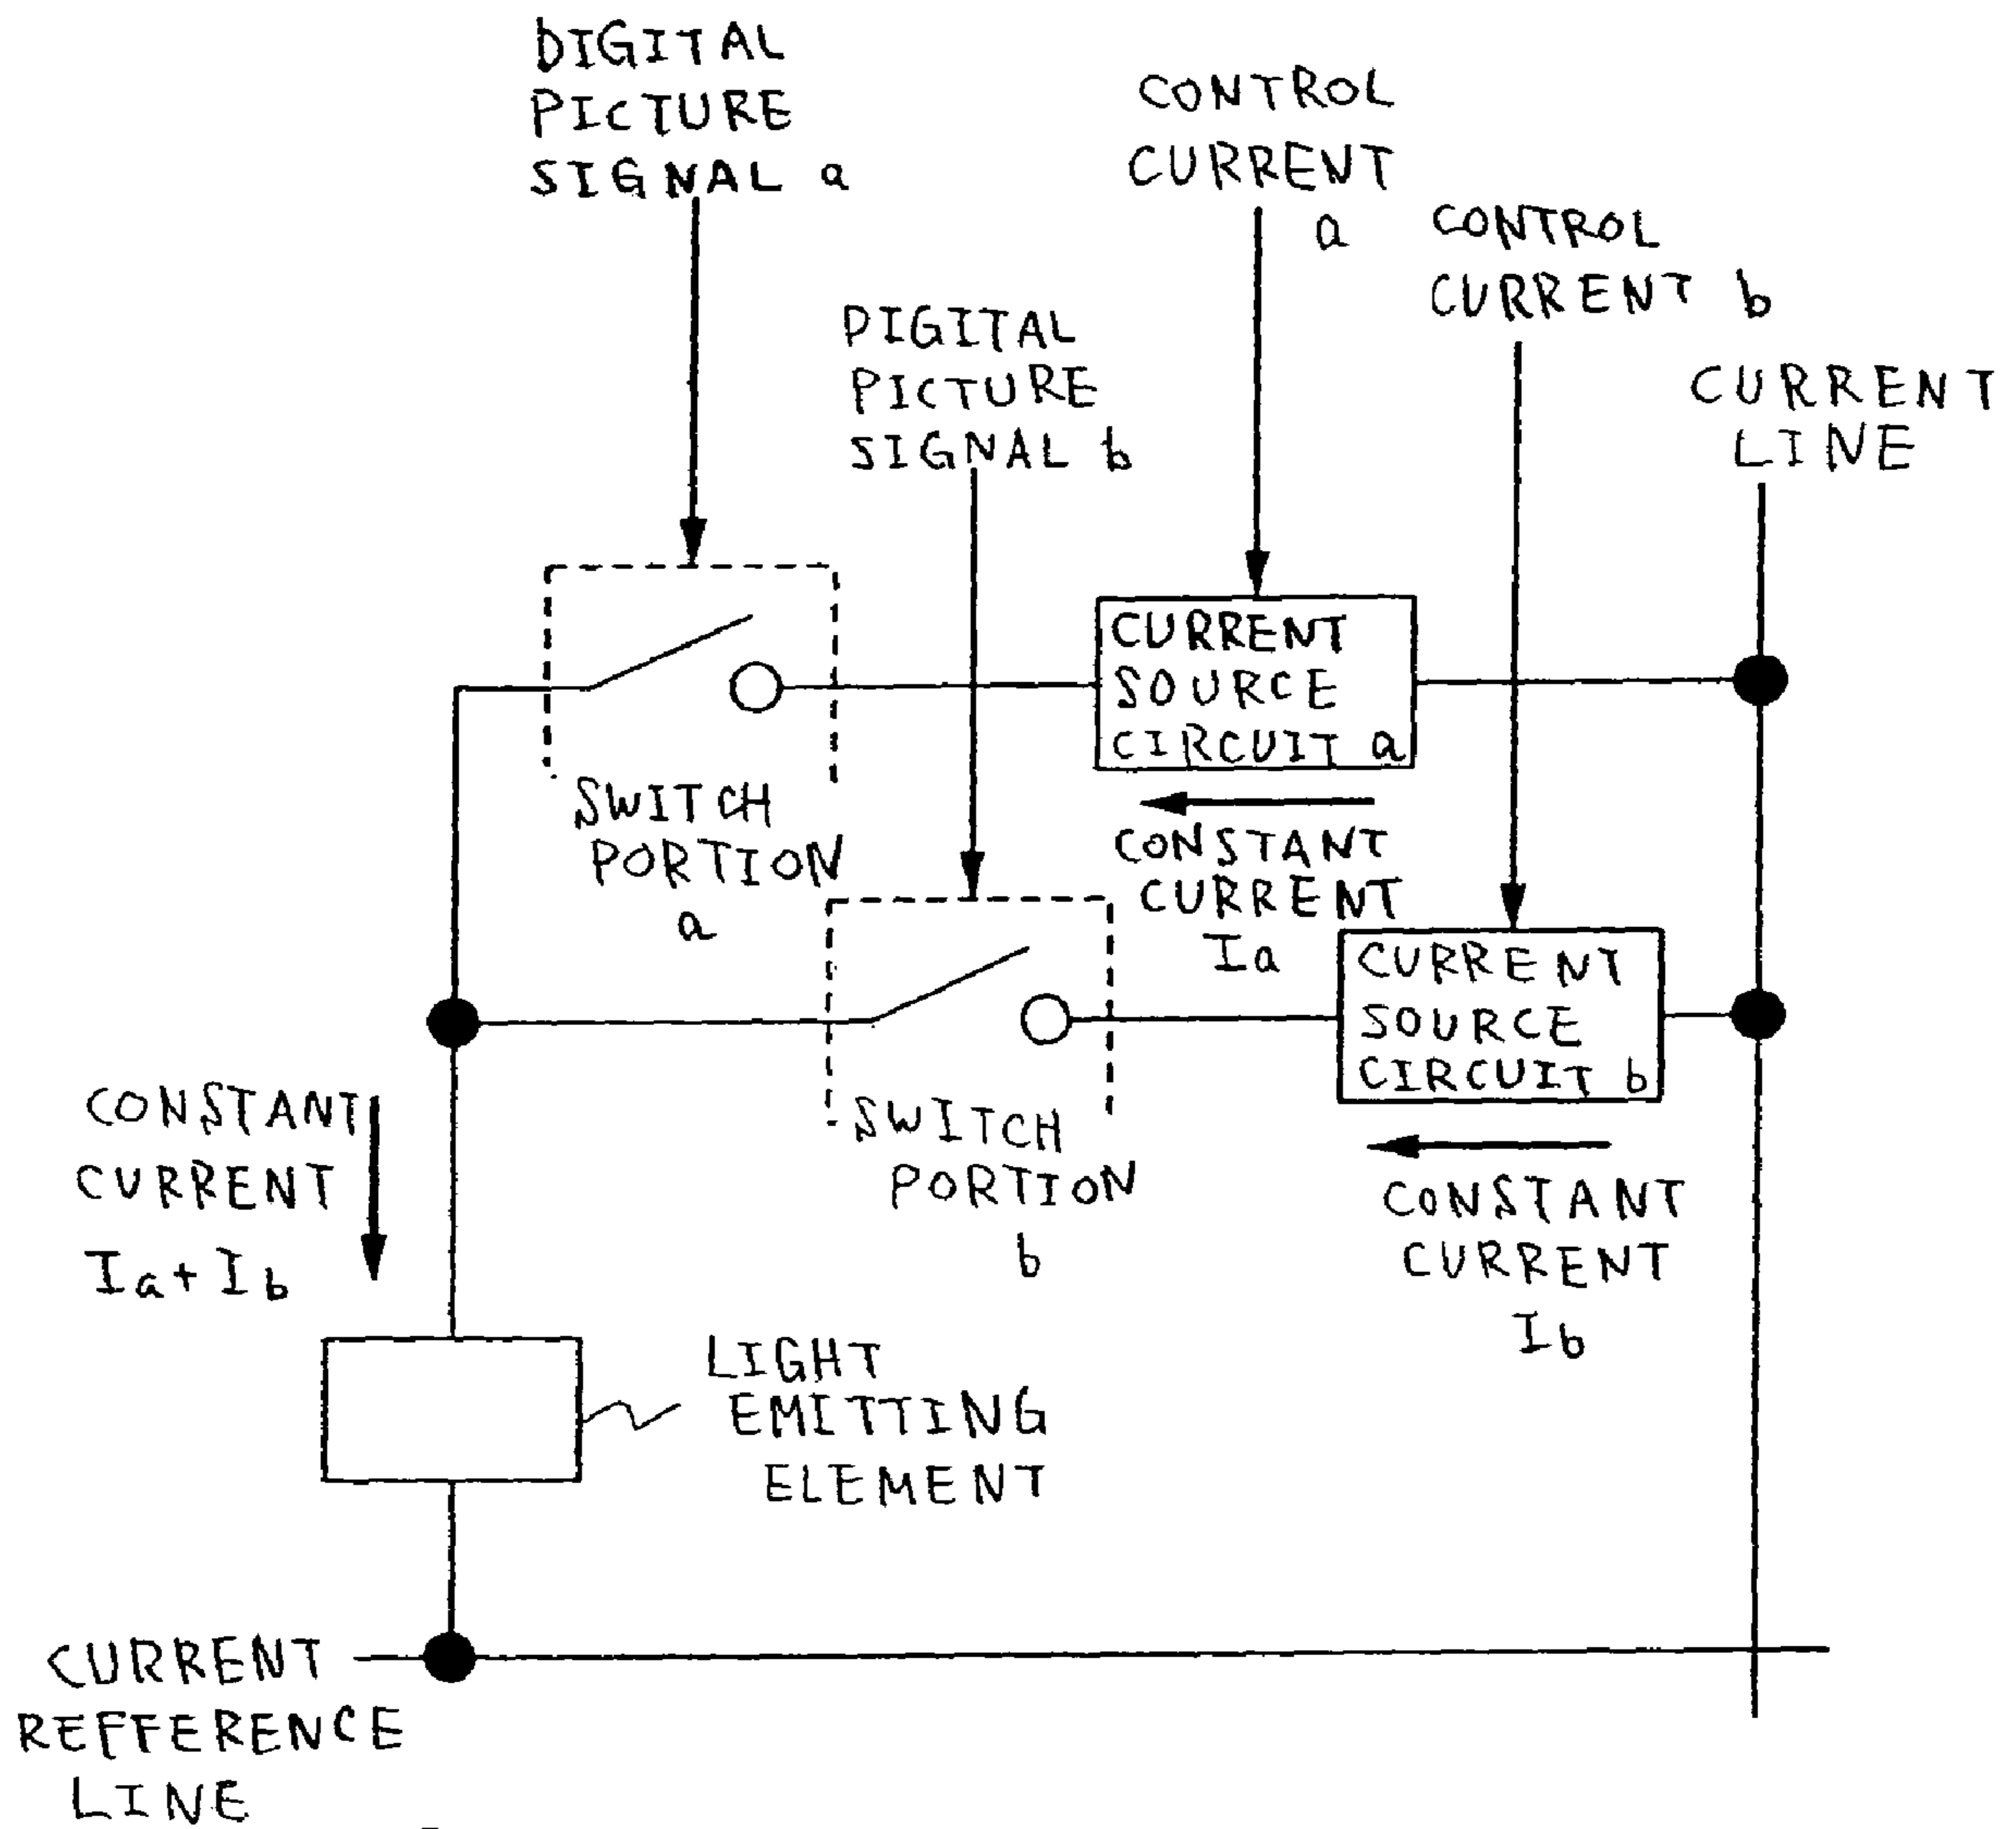 DIGITAL
PICTURE
SIGNAL a
CONTROL
CURRENT
a
CONTROL
CURRENT b
DIGITAL
PICTURE
SIGNAL b
CURRENT
LINE
CURRENT
SOURCE
CIRCUIT a
SWITCH
PORTION
a
CONSTANT
CURRENT
Ia
CURRENT
SOURCE
CIRCUIT b
CONSTANT
CURRENT
Ia+Ib
SWITCH
PORTION
b
CONSTANT
CURRENT
Ib
LIGHT
EMITTING
ELEMENT
CURRENT
REFFERENCE
LINE